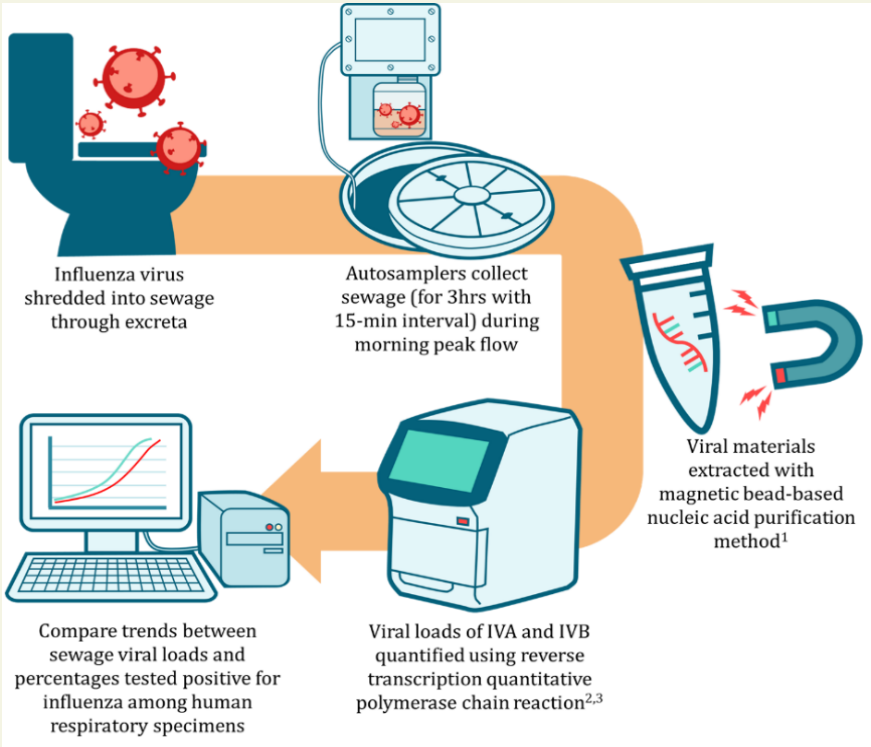 Influenza virus
shredded into sewage
through excreta
Autosamplers collect
sewage (for 3hrs with
15-min interval) during
morning peak flow
Viral materials
extracted with
magnetic bead-based
nucleic acid purification
method¹
Viral loads of IVA and IVB
quantified using reverse
transcription quantitative
polymerase chain reaction²,³
Compare trends between
sewage viral loads and
percentages tested positive for
influenza among human
respiratory specimens